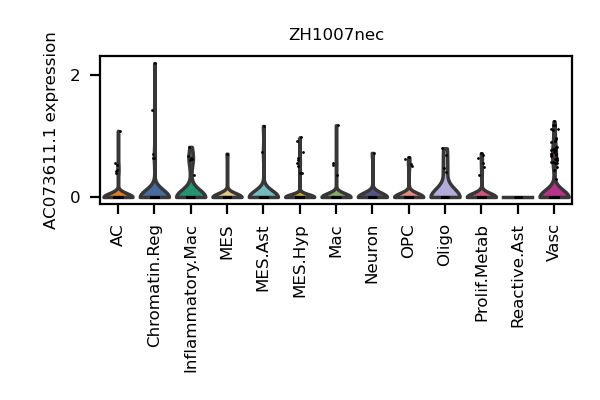 ZH1007nec
AC073611.1 expression
2
0
AC
Chromatin.Reg
Inflammatory.Mac
MES
MES.Ast
MES.Hyp
Mac
Neuron
OPC
Oligo
Prolif.Metab
Reactive.Ast
Vasc